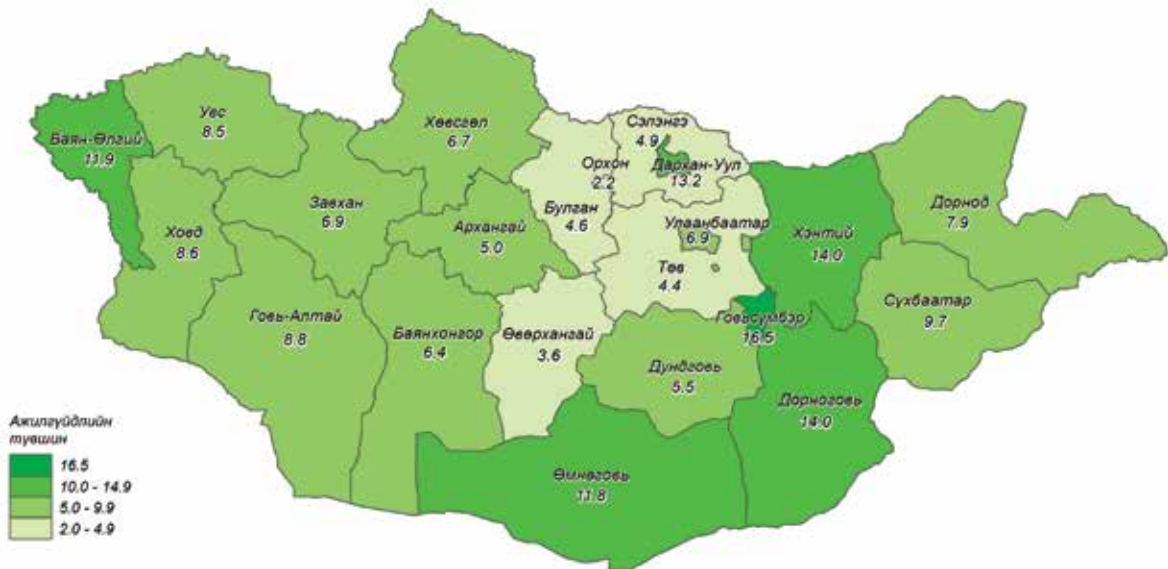 Увс
8.5
Баян-Өлгий
11.9
Ховд
8.6
Завхан
6.9
Хөвсгөл
6.7
Архангай
5.0
Говь-Алтай
8.8
Баянхонгор
6.4
Орхон
2.2
Булган
4.6
Сэлэнгэ
4.9
Дархан-Уул
13.2
Улаанбаатар
6.9
Төв
4.4
Өвөрхангай
3.6
Говьсүмбэр
16.5
Дундговь
5.5
Хэнтий
14.0
Дорнод
7.9
Сүхбаатар
9.7
Дорноговь
14.0
Өмнөговь
11.8
Ажилгүйдлийн
түвшин
16.5
10.0 - 14.9
5.0 - 9.9
2.0 - 4.9